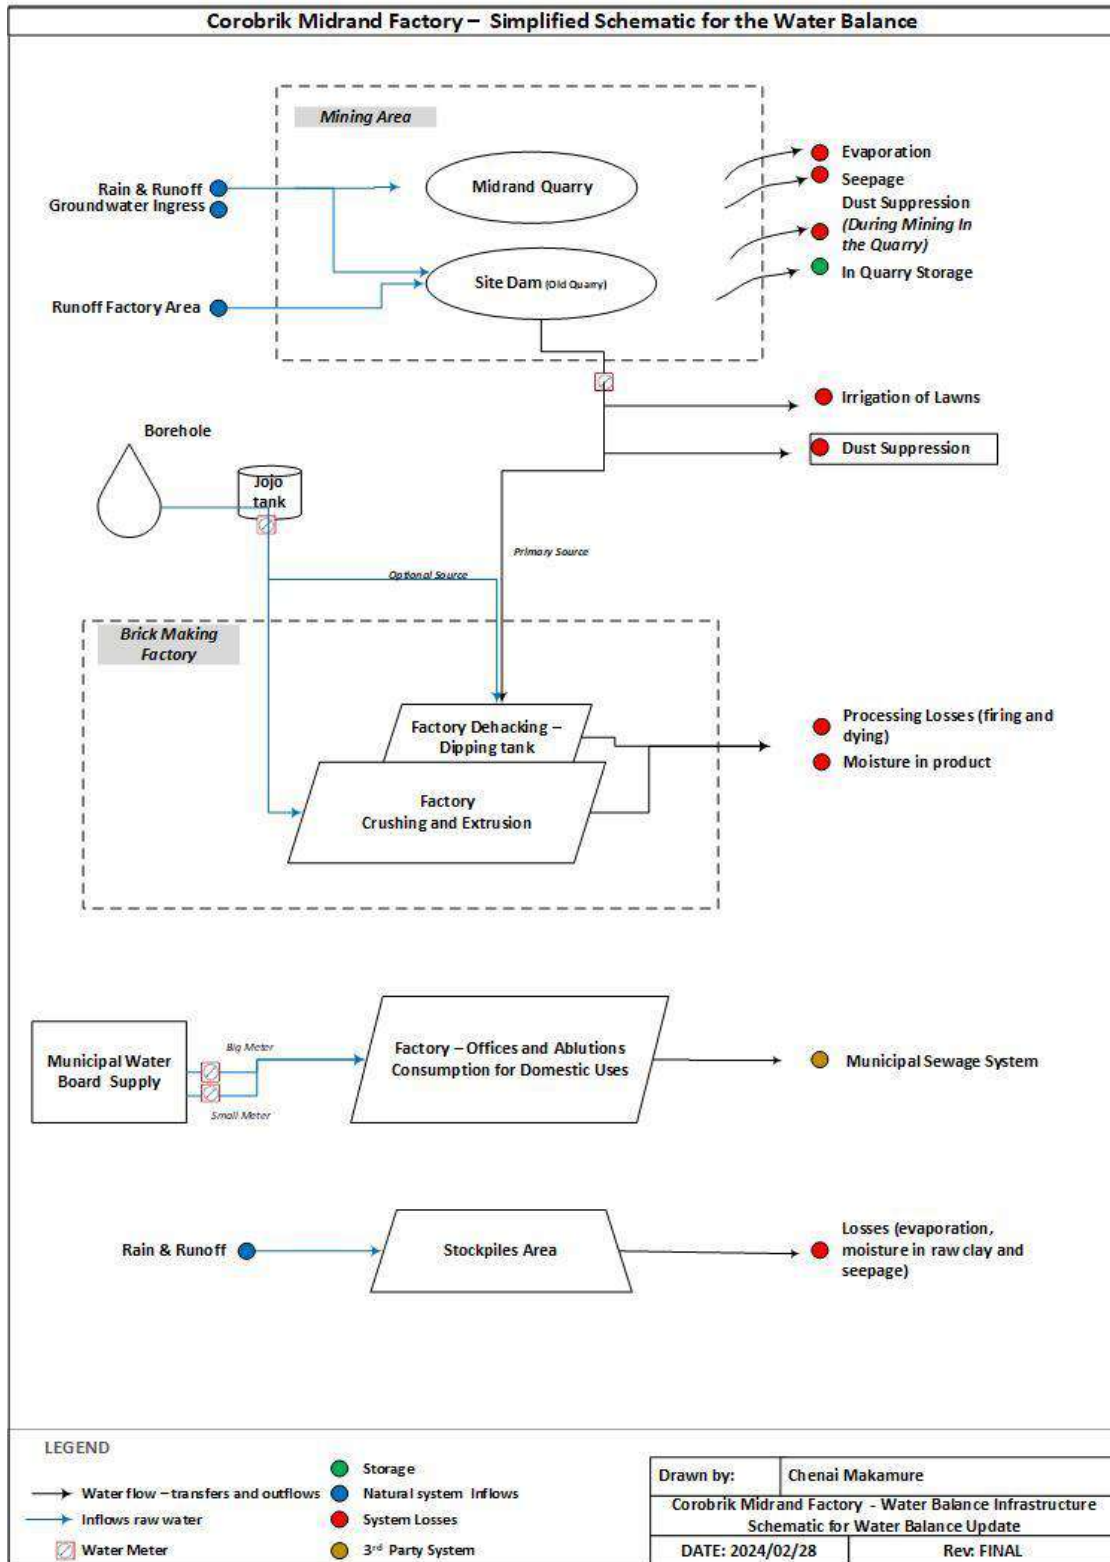 Corobrik Midrand Factory – Simplified Schematic for the Water Balance
Mining Area
Midrand Quarry
Rain & Runoff
Groundwater Ingress
Site Dam (Old Quarry)
Runoff Factory Area
Evaporation
Seepage
Dust Suppression
(During Mining In
the Quarry)
In Quarry Storage
Irrigation of Lawns
Dust Suppression
Borehole
Jojo
tank
Primary Source
Optional Source
Brick Making
Factory
Factory Dehacking –
Dipping tank
Factory
Crushing and Extrusion
Processing Losses (firing and
dying)
Moisture in product
Municipal Water
Board Supply
Big Meter
Small Meter
Factory – Offices and Ablutions
Consumption for Domestic Uses
Municipal Sewage System
Rain & Runoff
Stockpiles Area
Losses (evaporation,
moisture in raw clay and
seepage)
LEGEND
Water flow – transfers and outflows
Inflows raw water
Water Meter
Storage
Natural system Inflows
System Losses
3rd Party System
Drawn by: Chenai Makamure
Corobrik Midrand Factory - Water Balance Infrastructure
Schematic for Water Balance Update
DATE: 2024/02/28 Rev: FINAL